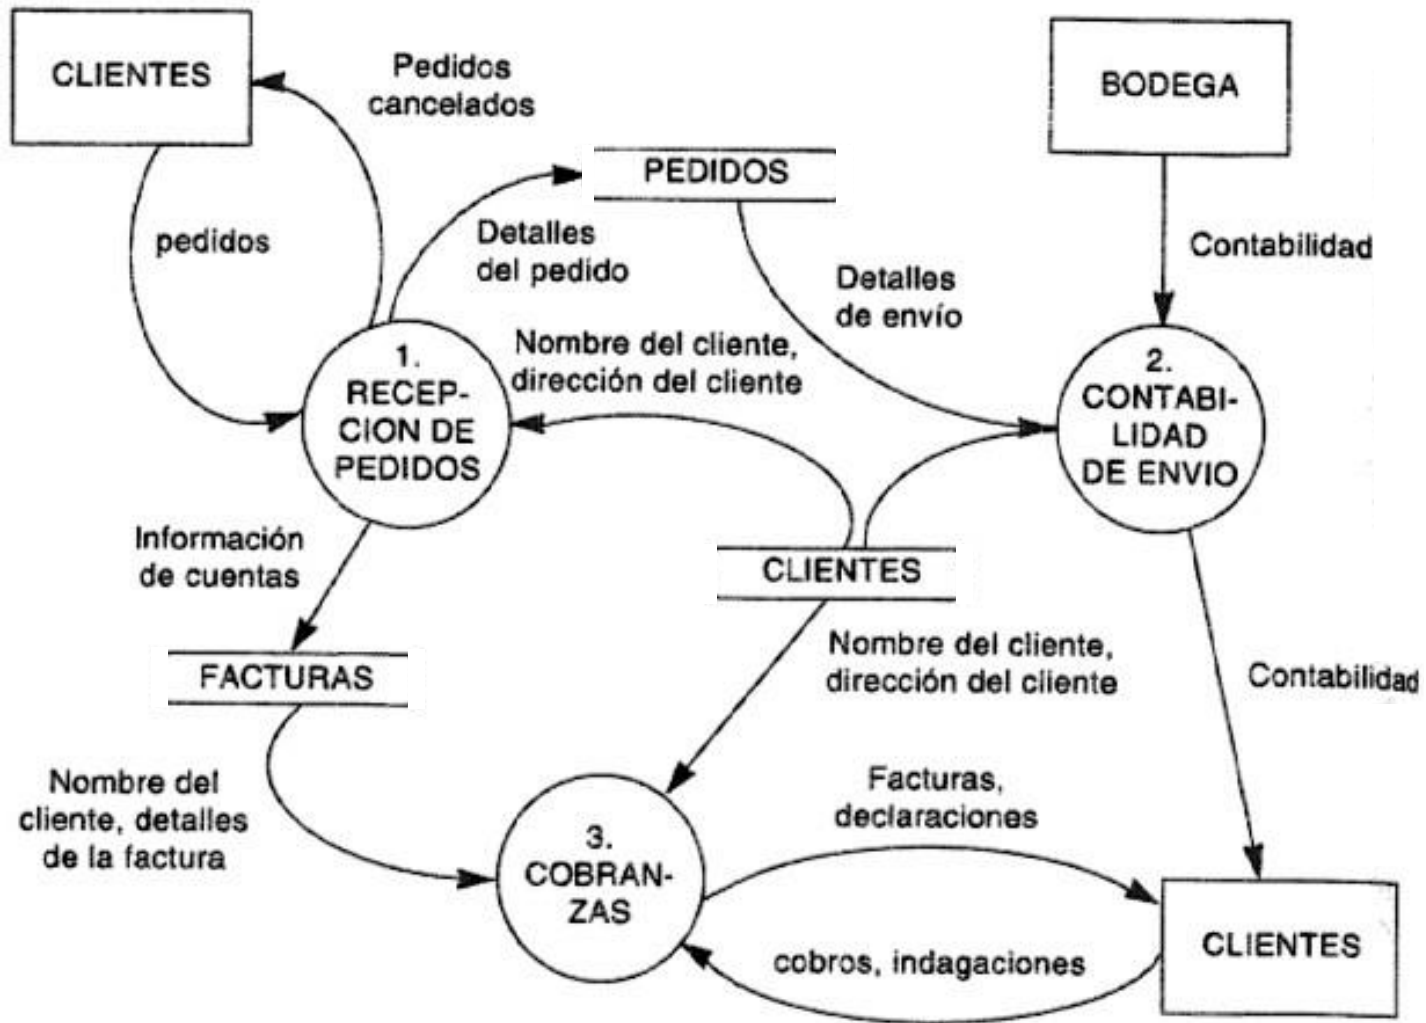 CLIENTES
Pedidos
cancelados
BODEGA
PEDIDOS
pedidos
Detalles
del pedido
Contabilidad
Detalles
de envío
Nombre del cliente,
dirección del cliente
1.
RECEP-
CION DE
PEDIDOS
2.
CONTABI-
LIDAD
DE ENVIO
Información
de cuentas
CLIENTES
FACTURAS
Nombre del cliente,
dirección del cliente
Contabilidad
Nombre del
cliente, detalles
de la factura
Facturas,
declaraciones
3.
COBRAN-
ZAS
cobros, indagaciones
CLIENTES